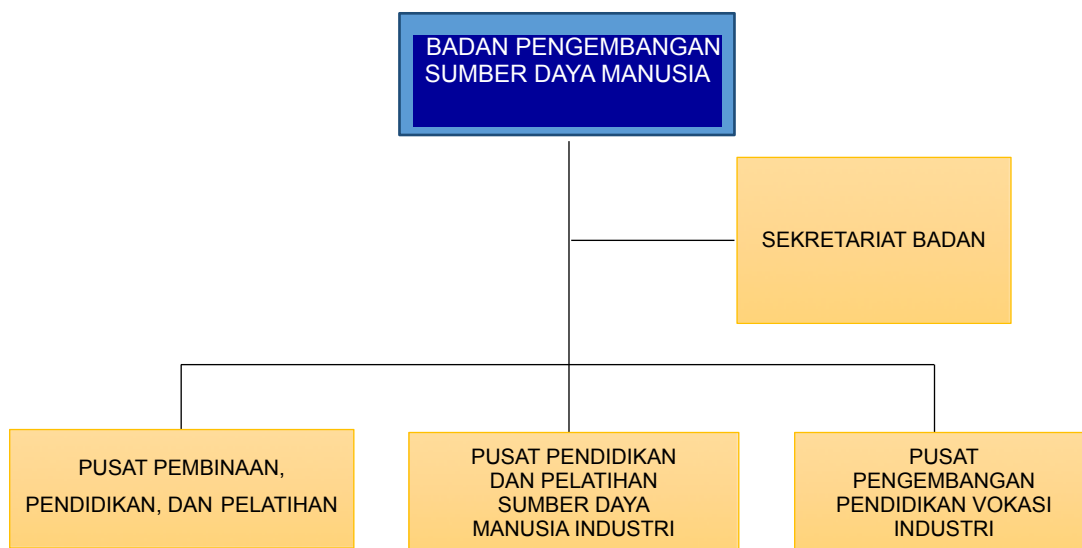 BADAN PENGEMBANGAN
SUMBER DAYA MANUSIA
SEKRETARIAT BADAN
PUSAT PEMBINAAN,
PENDIDIKAN, DAN PELATIHAN
PUSAT PENDIDIKAN
DAN PELATIHAN
SUMBER DAYA
MANUSIA INDUSTRI
PUSAT
PENGEMBANGAN
PENDIDIKAN VOKASI
INDUSTRI